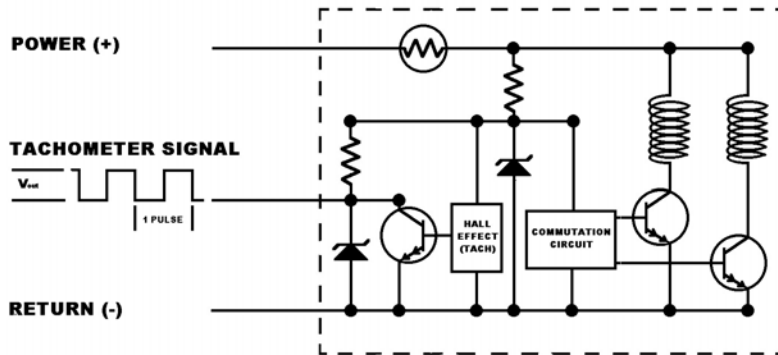 POWER (+)
TACHOMETER SIGNAL
Vout
1 PULSE
HALL
EFFECT
(TACH)
COMMUTATION
CIRCUIT
RETURN (-)